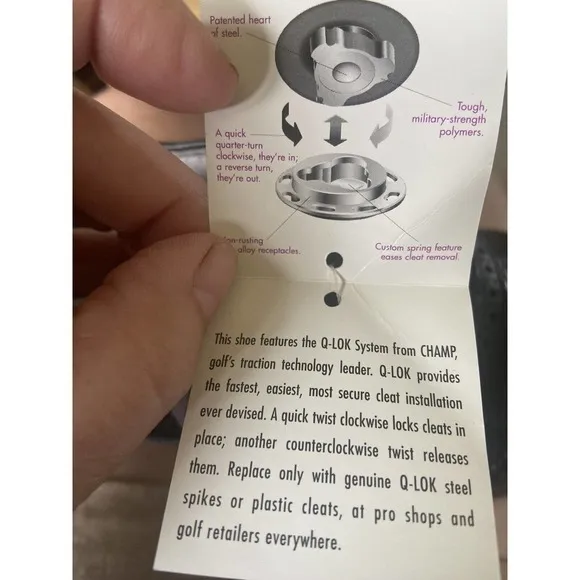 Patented heart
of steel.
Tough,
military-strength
polymers.
A quick
quarter-turn
clockwise, they're in;
a reverse turn,
they're out.
alloy receptacles.
Custom spring feature
eases cleat removal.
This shoe features the Q-LOK System from CHAMP,
golf's traction technology leader. Q-LOK provides
the fastest, easiest, most secure cleat installation
ever devised. A quick twist clockwise locks cleats in
place; another counterclockwise twist releases
them. Replace only with genuine Q-LOK steel
spikes or plastic cleats, at pro shops and
golf retailers everywhere.